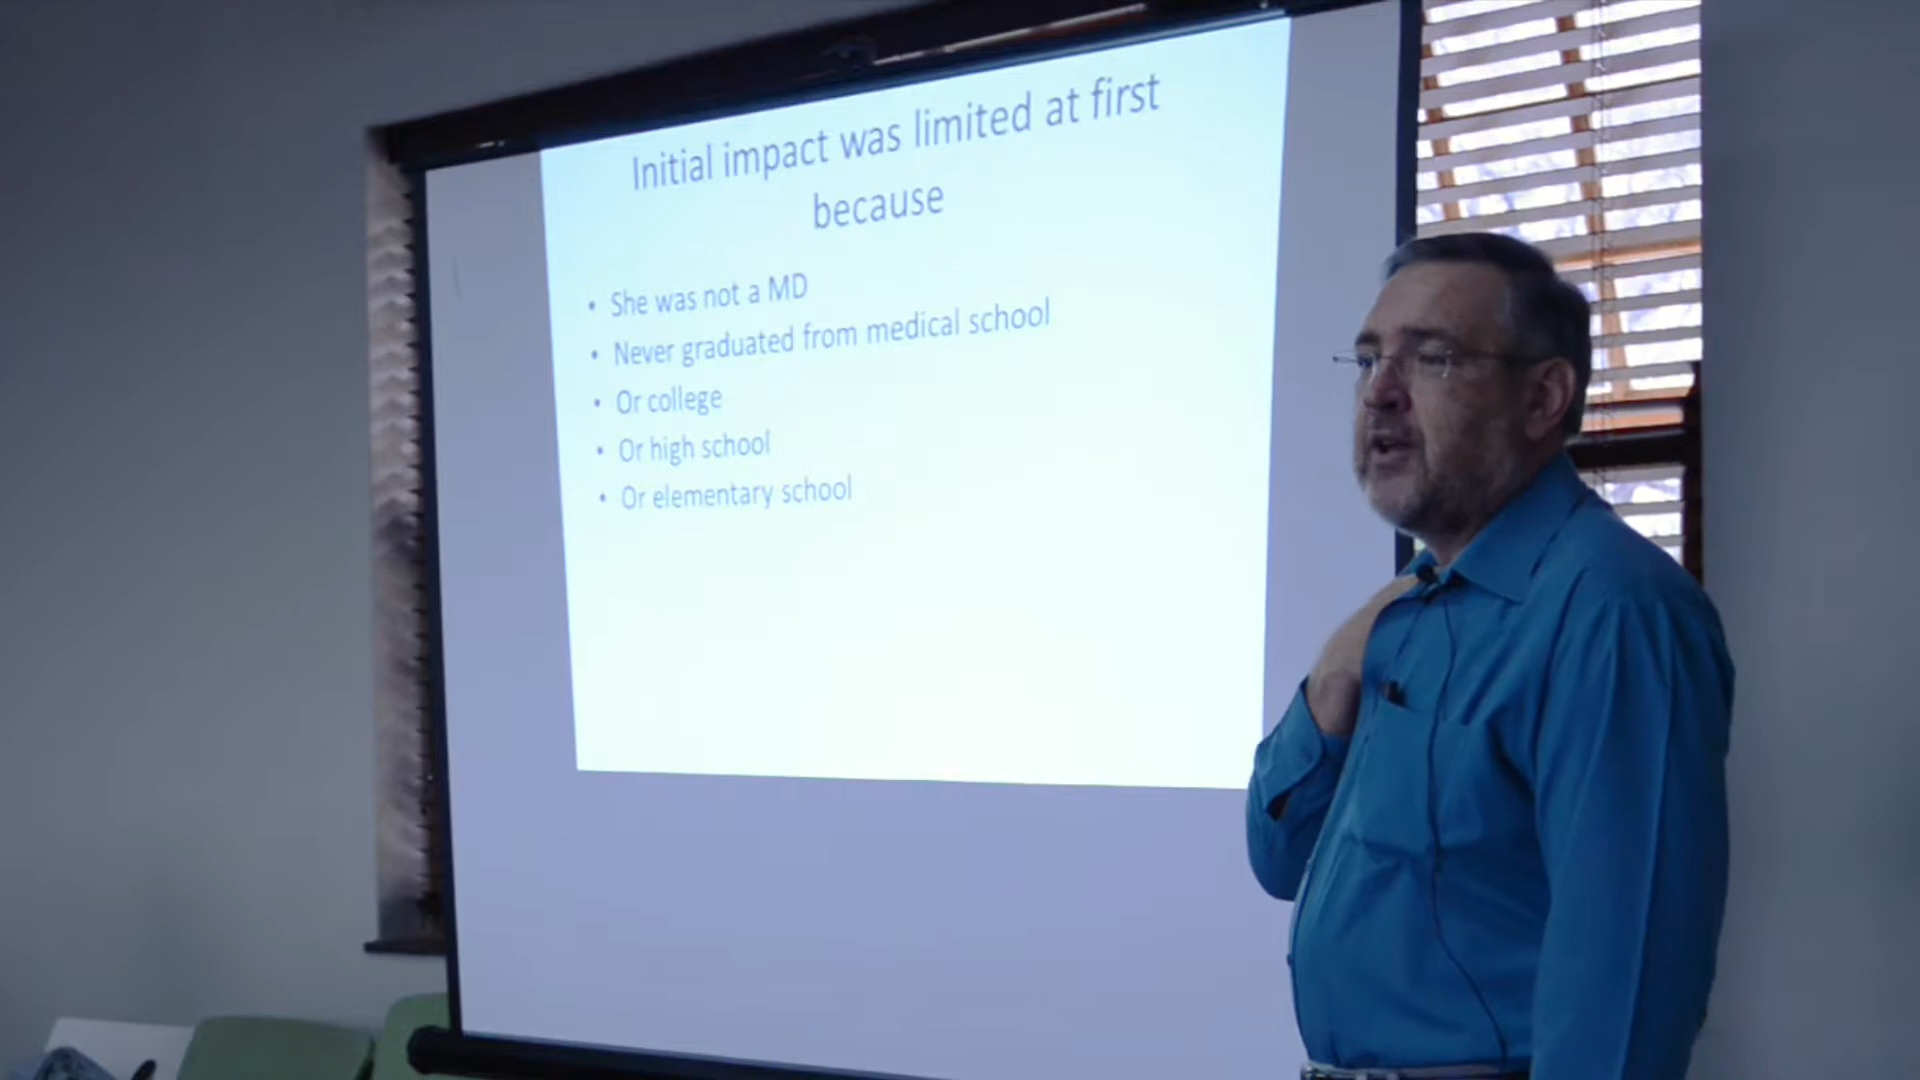 Initial impact was limited at first
because
• She was not a MD
• Never graduated from medical school
• Or college
• Or high school
• Or elementary school